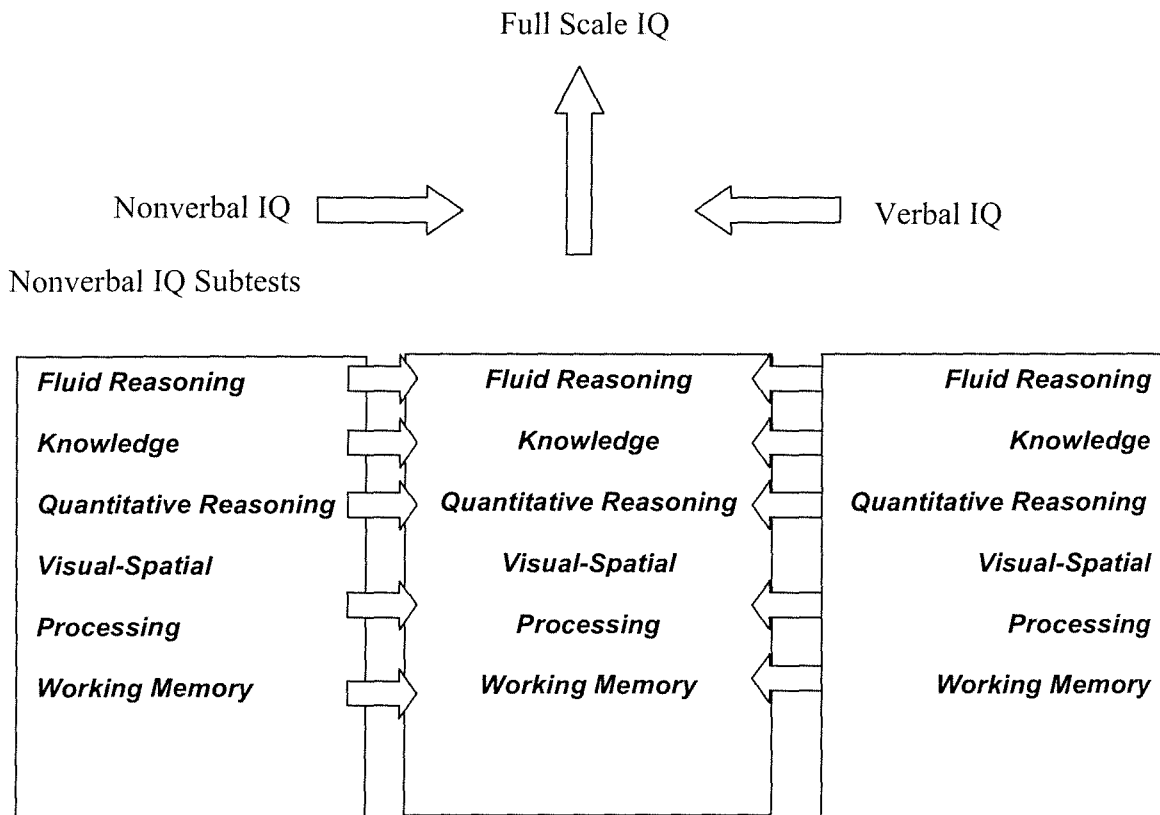 Full Scale IQ
Nonverbal IQ
Verbal IQ
Nonverbal IQ Subtests
Fluid Reasoning
Knowledge
Quantitative Reasoning
Visual-Spatial
Processing
Working Memory
Fluid Reasoning
Knowledge
Quantitative Reasoning
Visual-Spatial
Processing
Working Memory
Fluid Reasoning
Knowledge
Quantitative Reasoning
Visual-Spatial
Processing
Working Memory